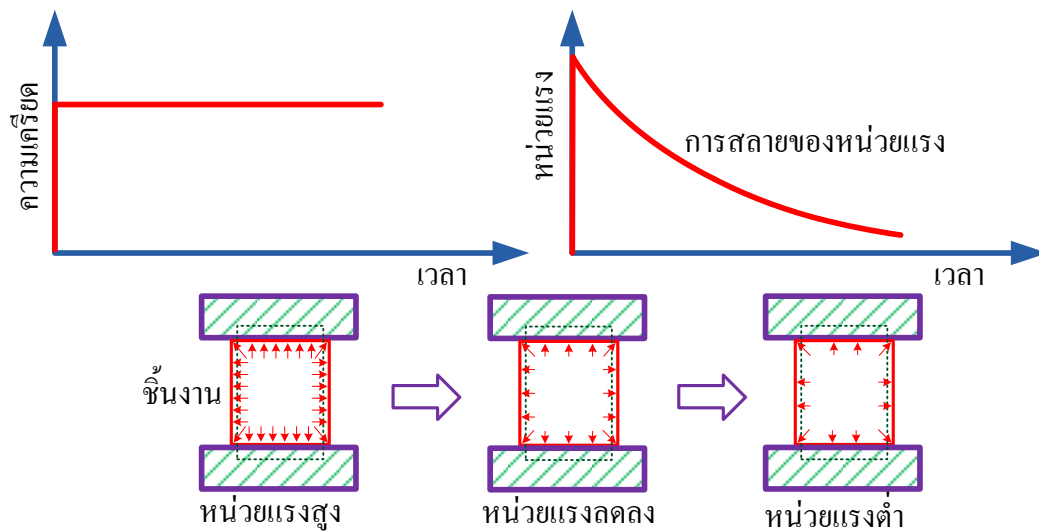 ความเครียด
เวลา
หน่วยแรง
การสลายของหน่วยแรง
เวลา
ชิ้นงาน
หน่วยแรงสูง
หน่วยแรงลดลง
หน่วยแรงต่ำ